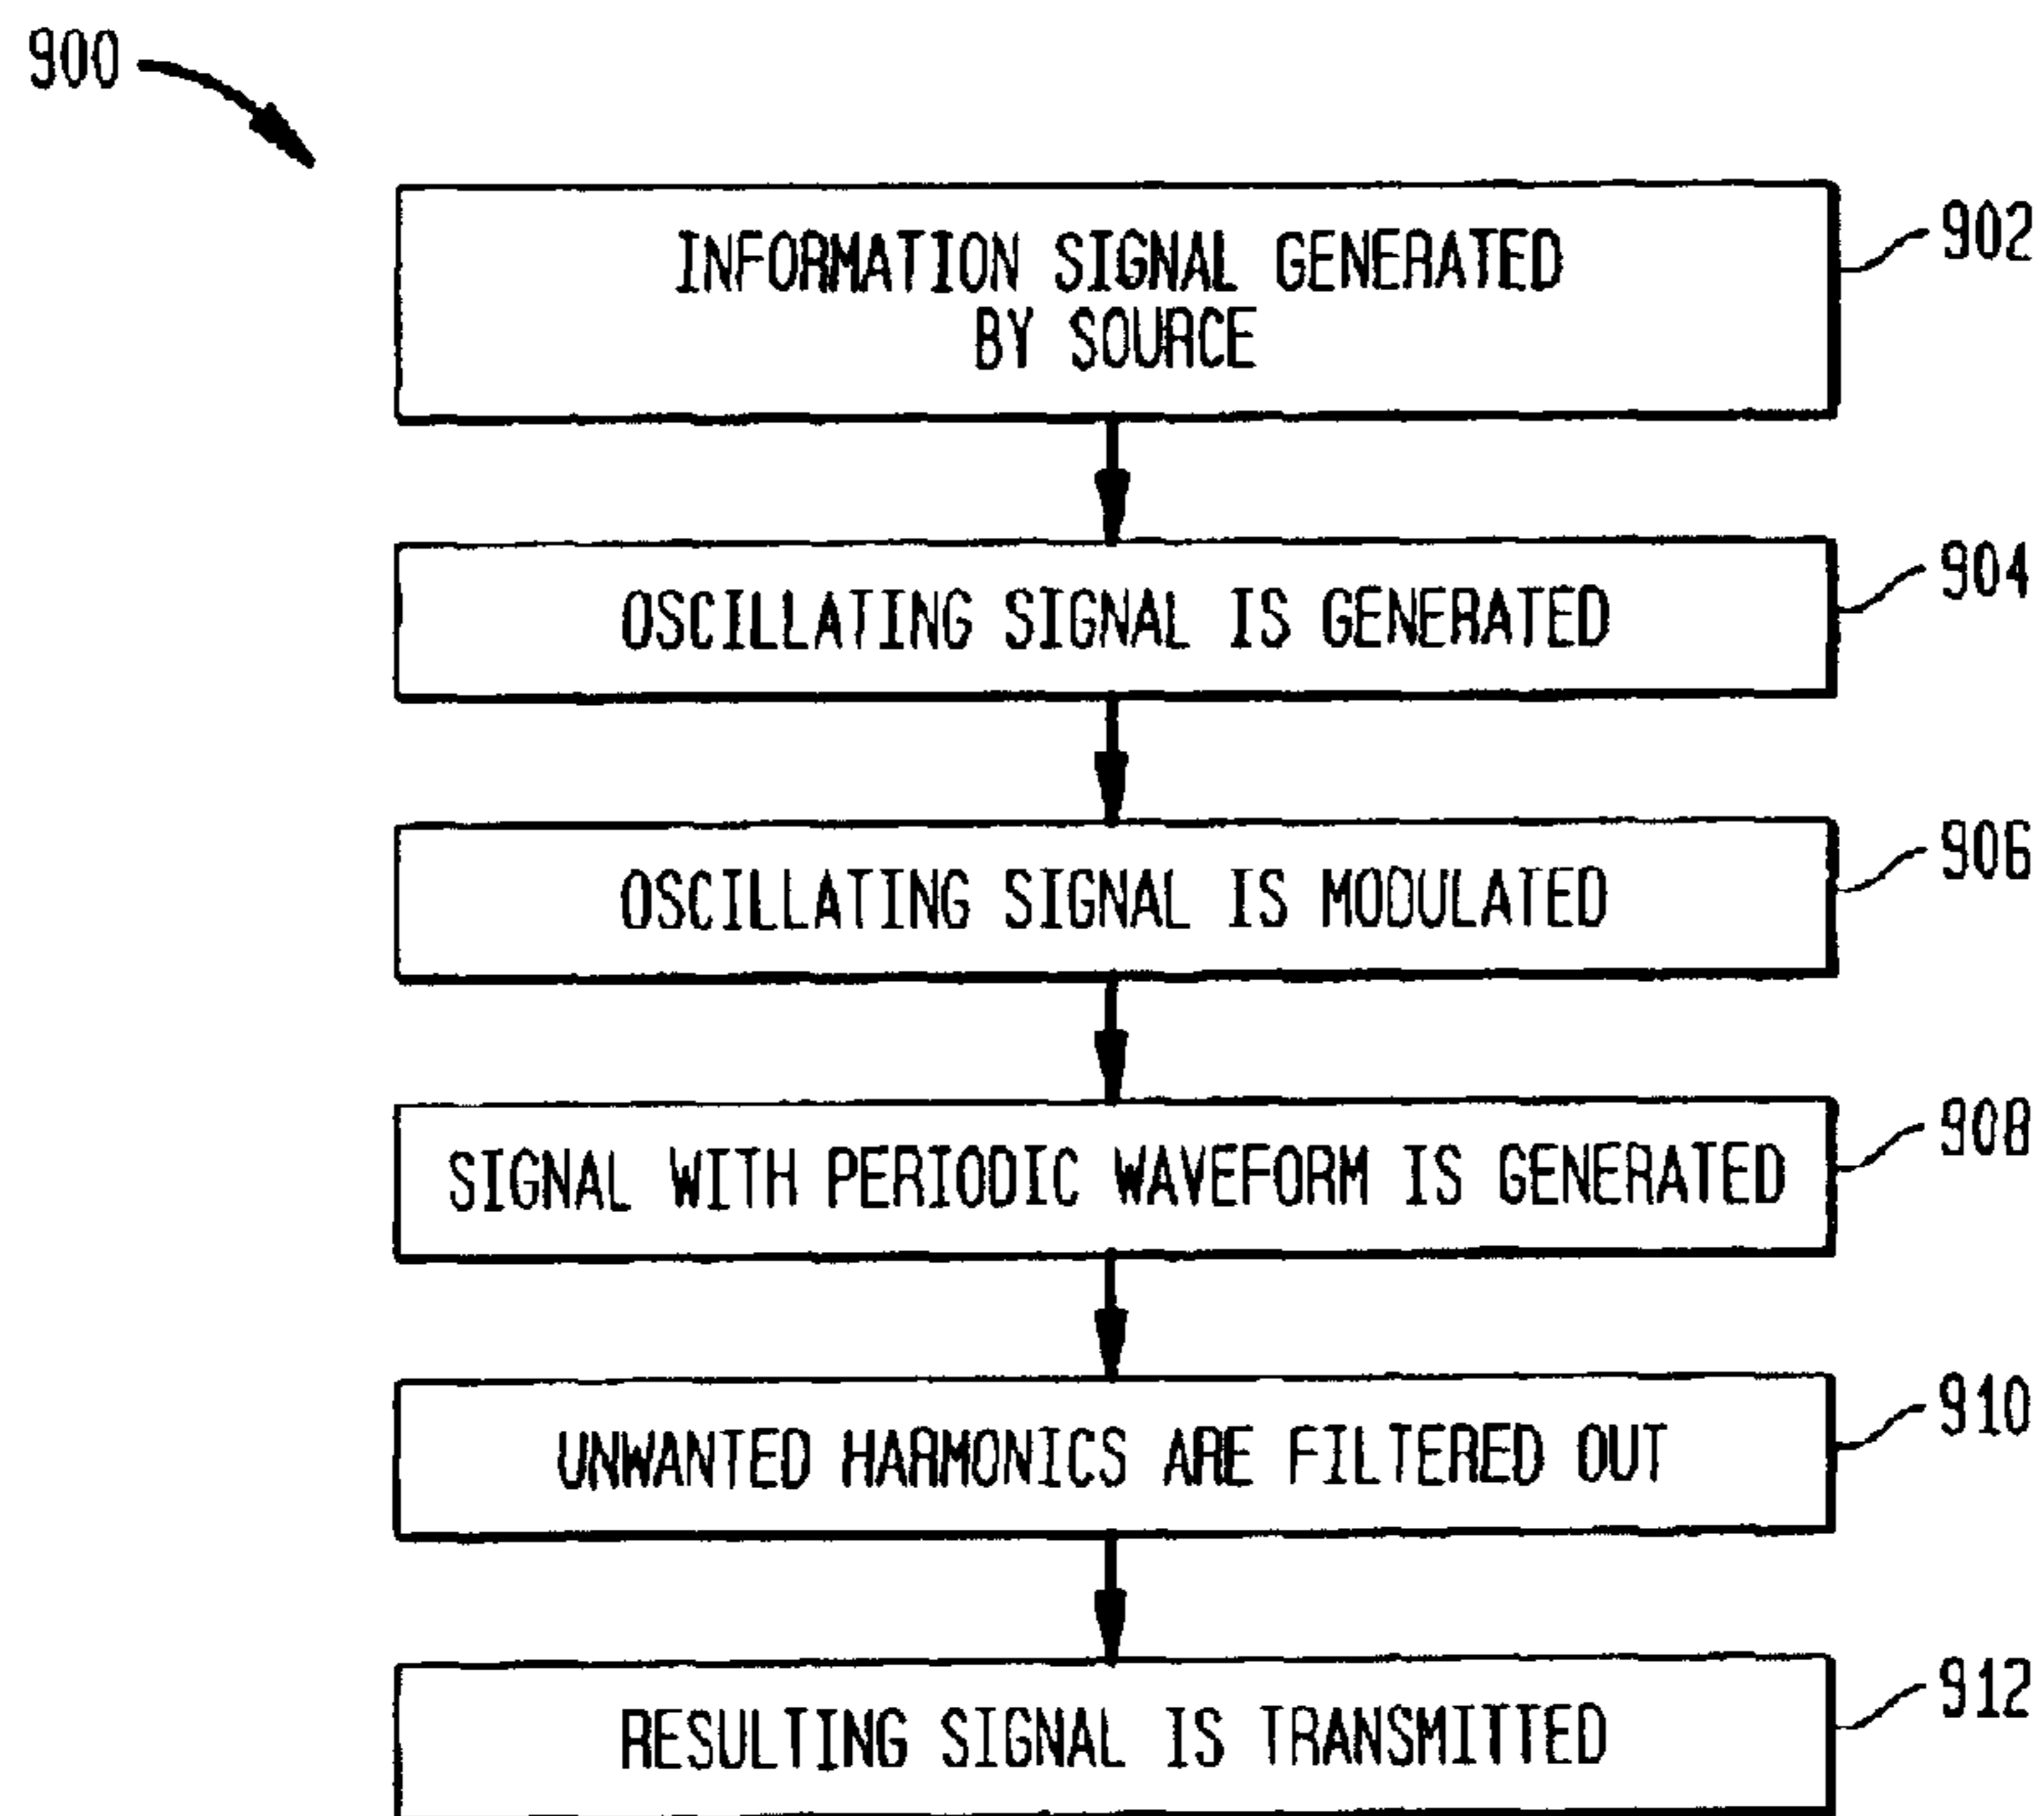 900
INFORMATION SIGNAL GENERATED
BY SOURCE
902
OSCILLATING SIGNAL IS GENERATED
904
OSCILLATING SIGNAL IS MODULATED
906
SIGNAL WITH PERIODIC WAVEFORM IS GENERATED
908
UNWANTED HARMONICS ARE FILTERED OUT
910
RESULTING SIGNAL IS TRANSMITTED
912